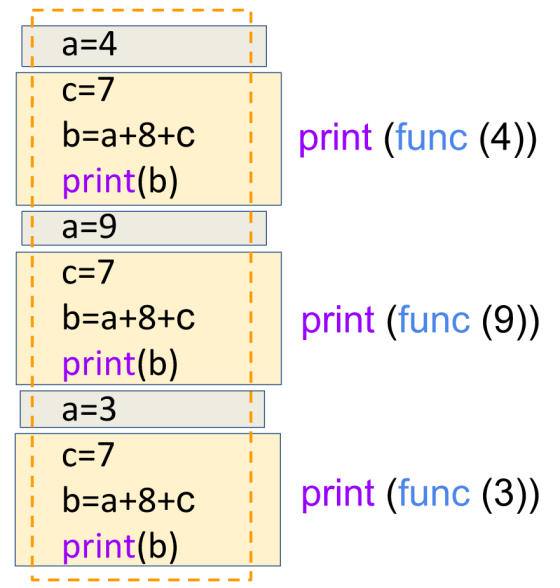 a=4
c=7
b=a+8+c
print(b)
print (func (4))
a=9
c=7
b=a+8+c
print(b)
print (func (9))
a=3
c=7
b=a+8+c
print(b)
print (func (3))